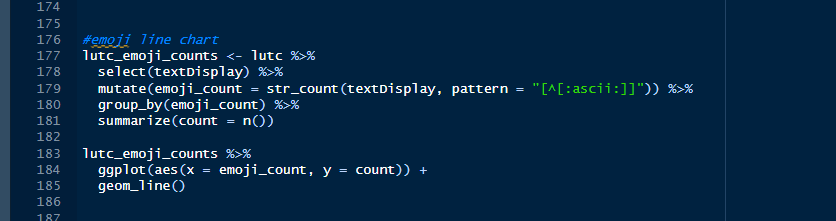 174
175
176 #emoji line chart
177 lutc_emoji_counts <- lutc %>%
178   select(textDisplay) %>%
179   mutate(emoji_count = str_count(textDisplay, pattern = "[^[:ascii:]]")) %>%
180   group_by(emoji_count) %>%
181   summarize(count = n())
182
183 lutc_emoji_counts %>%
184   ggplot(aes(x = emoji_count, y = count)) +
185   geom_line()
186
187